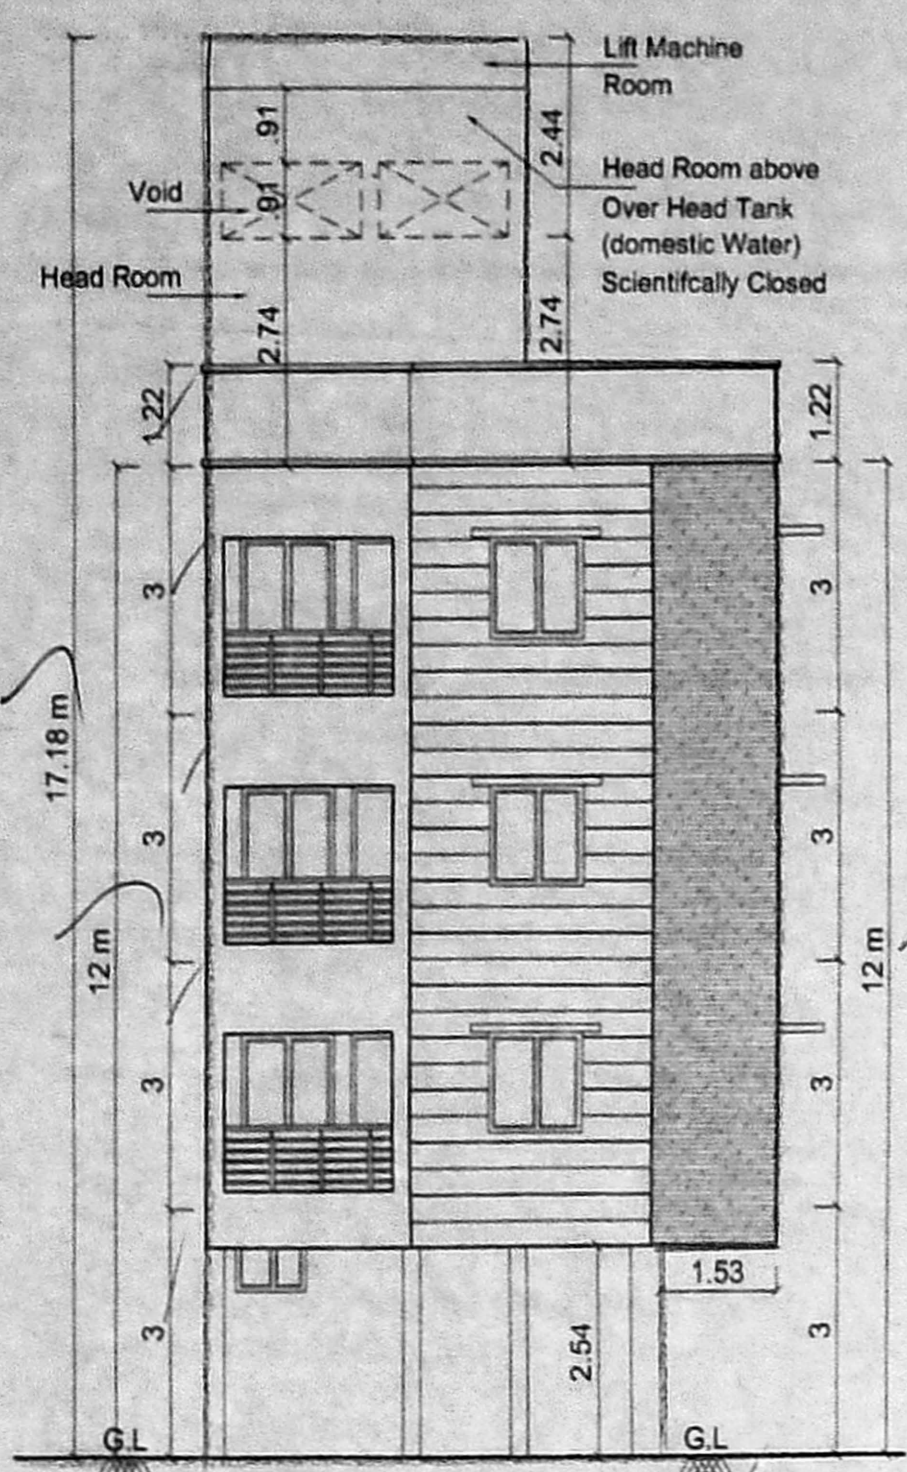 Lift Machine
Room
.91
2.44
Head Room above
Over Head Tank
(domestic Water)
Scientifcally Closed
Void
.91
Head Room
2.74
2.74
1.22
1.22
3
3
17.18 m
3
3
12 m
12 m
3
3
1.53
3
2.54
3
G.L
G.L